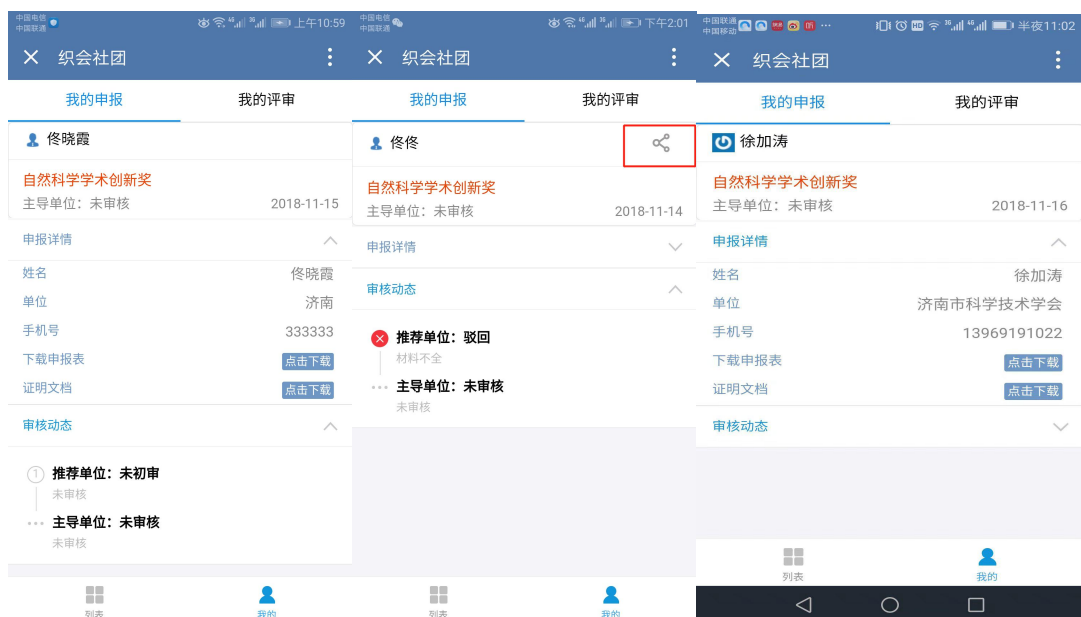 中国电信
中国联通
上午10:59
织会社团
我的申报
我的评审
佟晓霞
自然科学学术创新奖
主导单位：未审核
2018-11-15
申报详情
姓名
佟晓霞
单位
济南
手机号
333333
下载申报表
点击下载
证明文档
点击下载
审核动态
1
推荐单位：未初审
未审核
主导单位：未审核
未审核
列表
我的
中国电信
中国联通
下午2:01
织会社团
我的申报
我的评审
佟佟
自然科学学术创新奖
主导单位：未审核
2018-11-14
申报详情
审核动态
推荐单位：驳回
材料不全
主导单位：未审核
未审核
列表
我的
中国联通
中国移动
HD
半夜11:02
织会社团
我的申报
我的评审
徐加涛
自然科学学术创新奖
主导单位：未审核
2018-11-16
申报详情
姓名
徐加涛
单位
济南市科学技术学会
手机号
13969191022
下载申报表
点击下载
证明文档
点击下载
审核动态
列表
我的